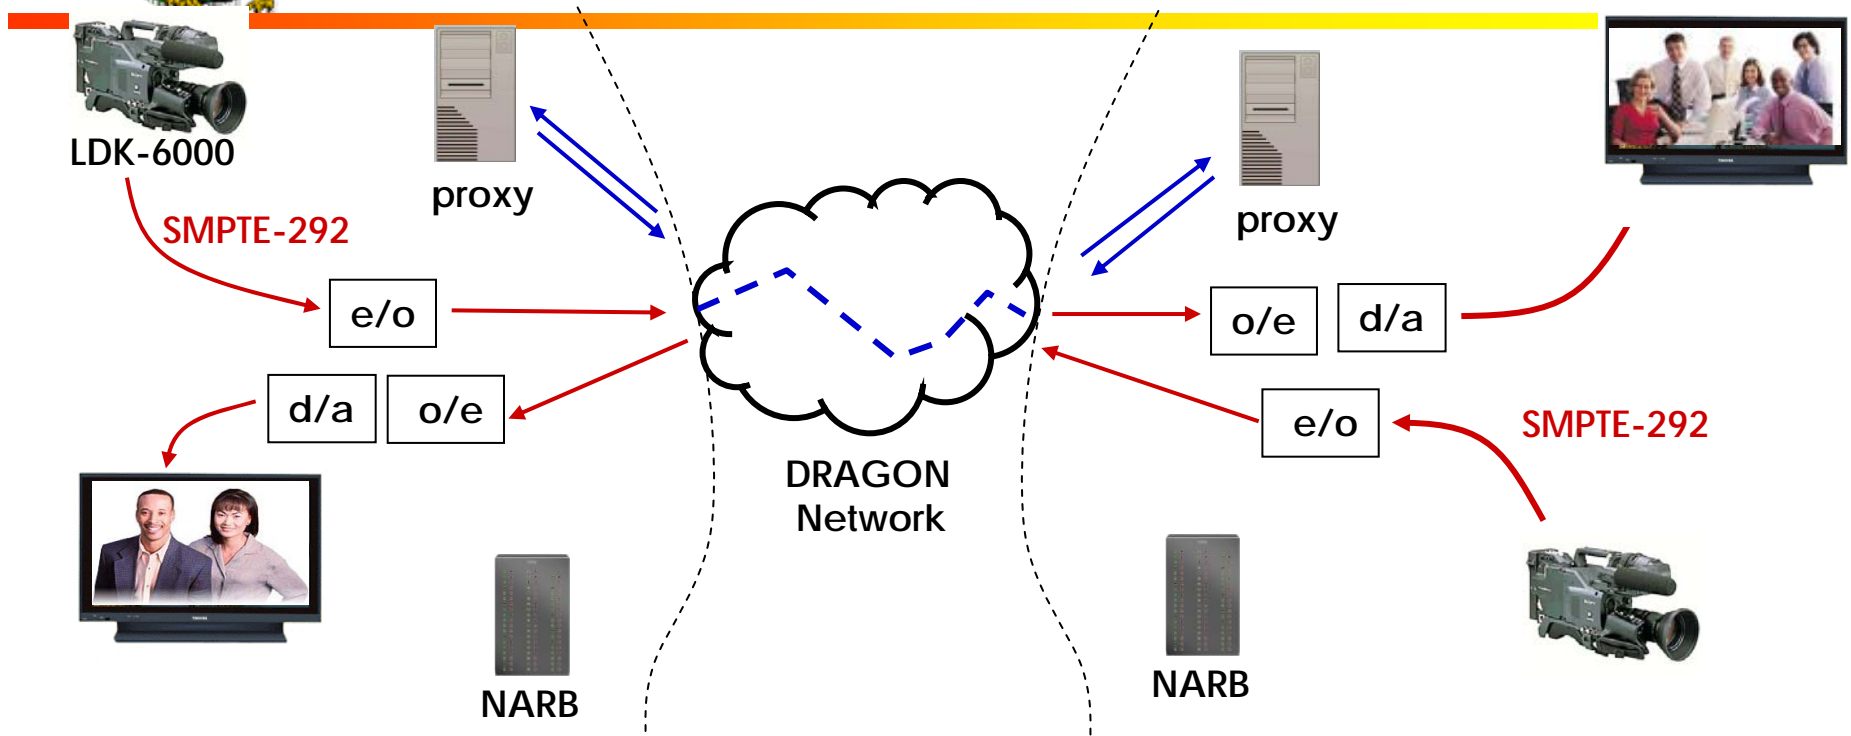 LDK-6000
proxy
proxy
SMPTE-292
e/o
o/e
d/a
d/a
o/e
e/o
SMPTE-292
DRAGON
Network
NARB
NARB